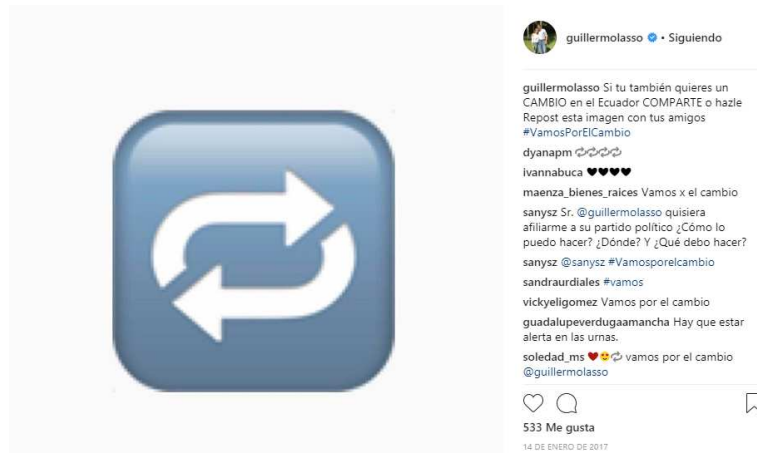 guillermolasso • Siguiendo
guillermolasso Si tu también quieres un
CAMBIO en el Ecuador COMPARTE o hazle
Repost esta imagen con tus amigos
#VamosPorElCambio
dyanapm
ivannabuca
maenza_bienes_raices Vamos x el cambio
sanysz Sr. @guillermolasso quisiera
afiliarme a su partido político ¿Cómo lo
puedo hacer? ¿Dónde? Y ¿Qué debo hacer?
sanysz @sanysz #Vamosporelcambio
sandraurdiales #vamos
vickyeligomez Vamos por el cambio
guadalupeverdugaamancha Hay que estar
alerta en las urnas.
soledad_ms ❤️😍🔁 vamos por el cambio
@guillermolasso
533 Me gusta
14 DE ENERO DE 2017